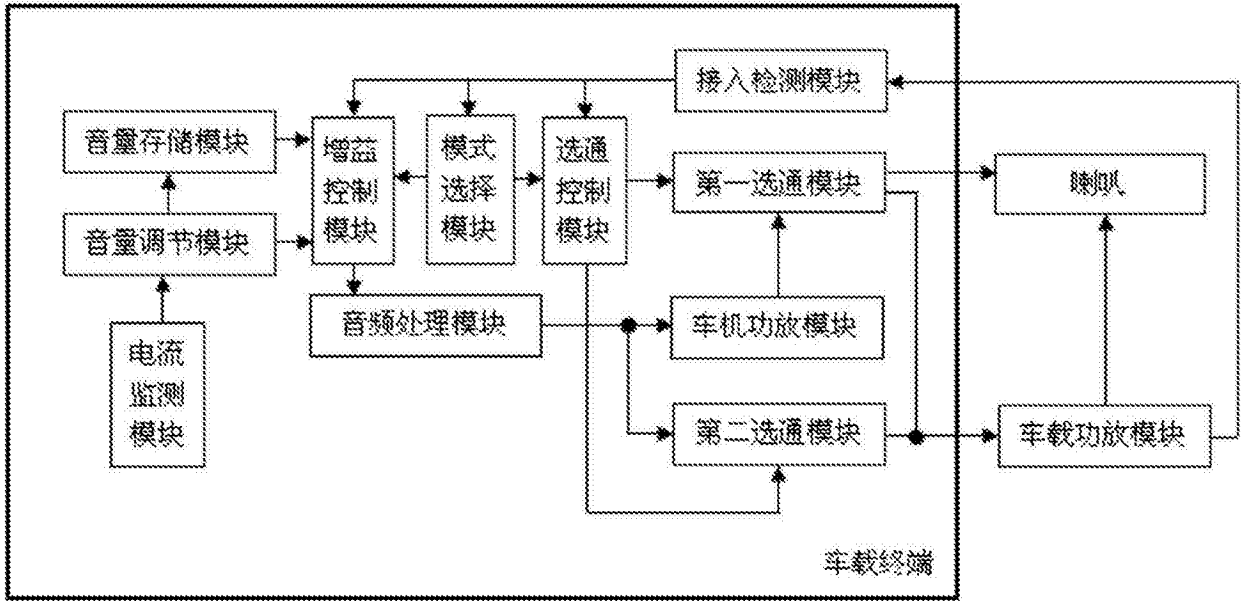 接入检测模块
音量存储模块
增益
控制
模块
模式
选择
模块
选通
控制
模块
第一选通模块
喇叭
音量调节模块
音频处理模块
车机功放模块
电流
监测
模块
第二选通模块
车载功放模块
车载终端